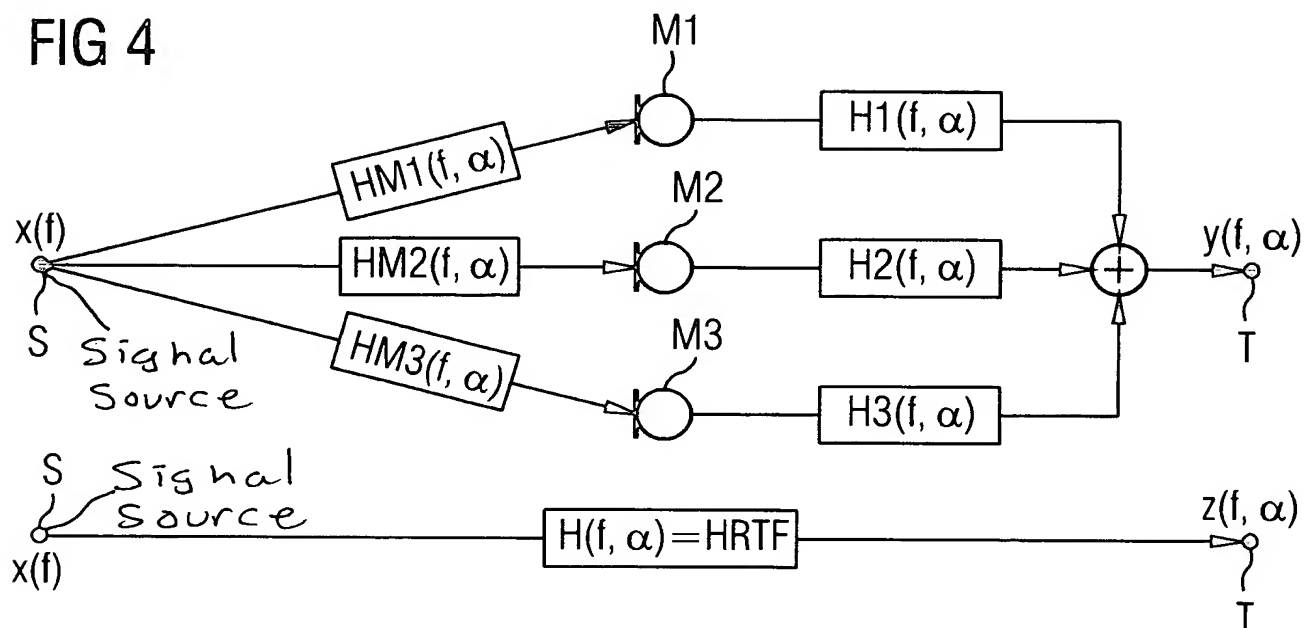 FIG 4
M1
HM1(f, α)
H1(f, α)
x(f)
M2
HM2(f, α)
H2(f, α)
+
y(f, α)
S
Signal
Source
HM3(f, α)
M3
H3(f, α)
T
S
Signal
Source
x(f)
H(f, α)=HRTF
z(f, α)
T